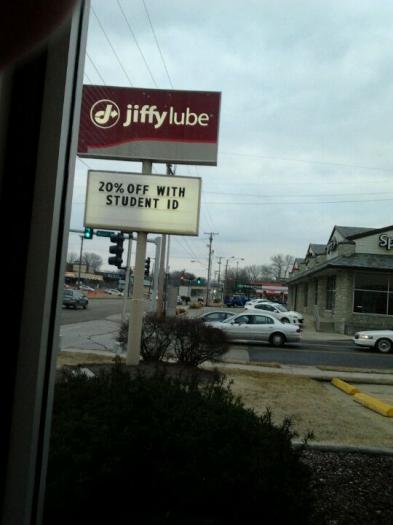 jiffy lube
20% OFF WITH
STUDENT ID